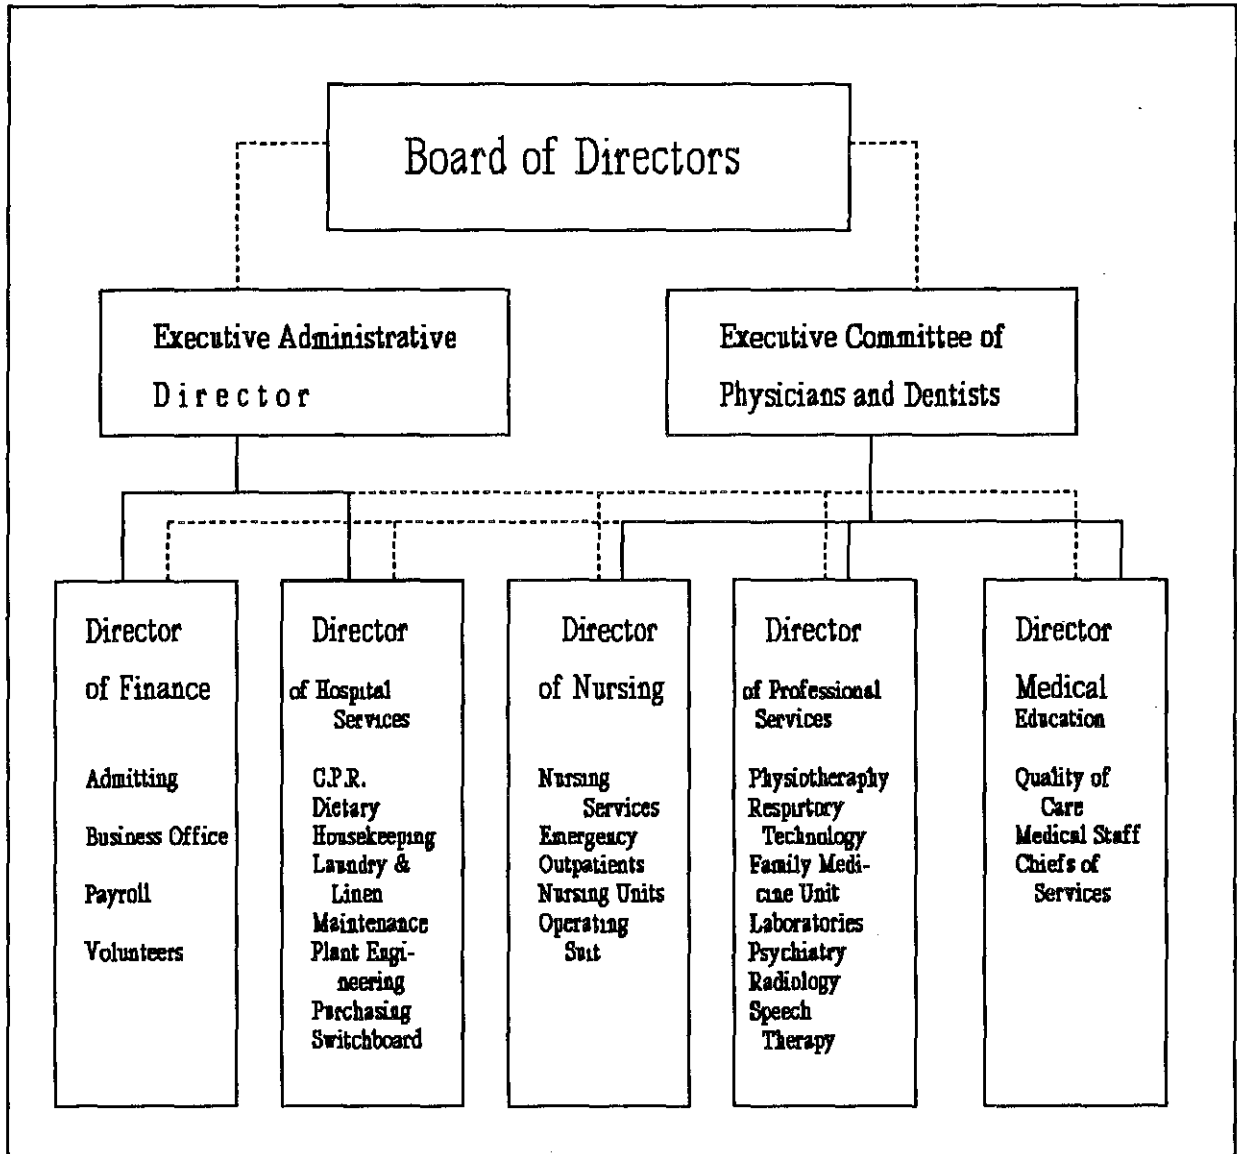 Board of Directors
Executive Administrative
Director
Executive Committee of
Physicians and Dentists
Director
of Finance
Admitting
Business Office
Payroll
Volunteers
Director
of Hospital
Services
C.P.R.
Dietary
Housekeeping
Laundry &
Linen
Maintenance
Plant Engi-
neering
Purchasing
Switchboard
Director
of Nursing
Nursing
Services
Emergency
Outpatients
Nursing Units
Operating
Suit
Director
of Professional
Services
Physiotheraphy
Respirtory
Technology
Family Medi-
cine Unit
Laboratories
Psychiatry
Radiology
Speech
Therapy
Director
Medical
Education
Quality of
Care
Medical Staff
Chiefs of
Services